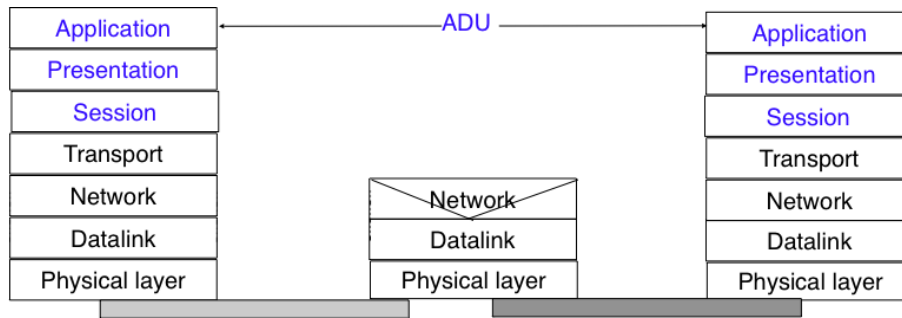 Application
Presentation
Session
Transport
Network
Datalink
Physical layer
ADU
Network
Datalink
Physical layer
Application
Presentation
Session
Transport
Network
Datalink
Physical layer